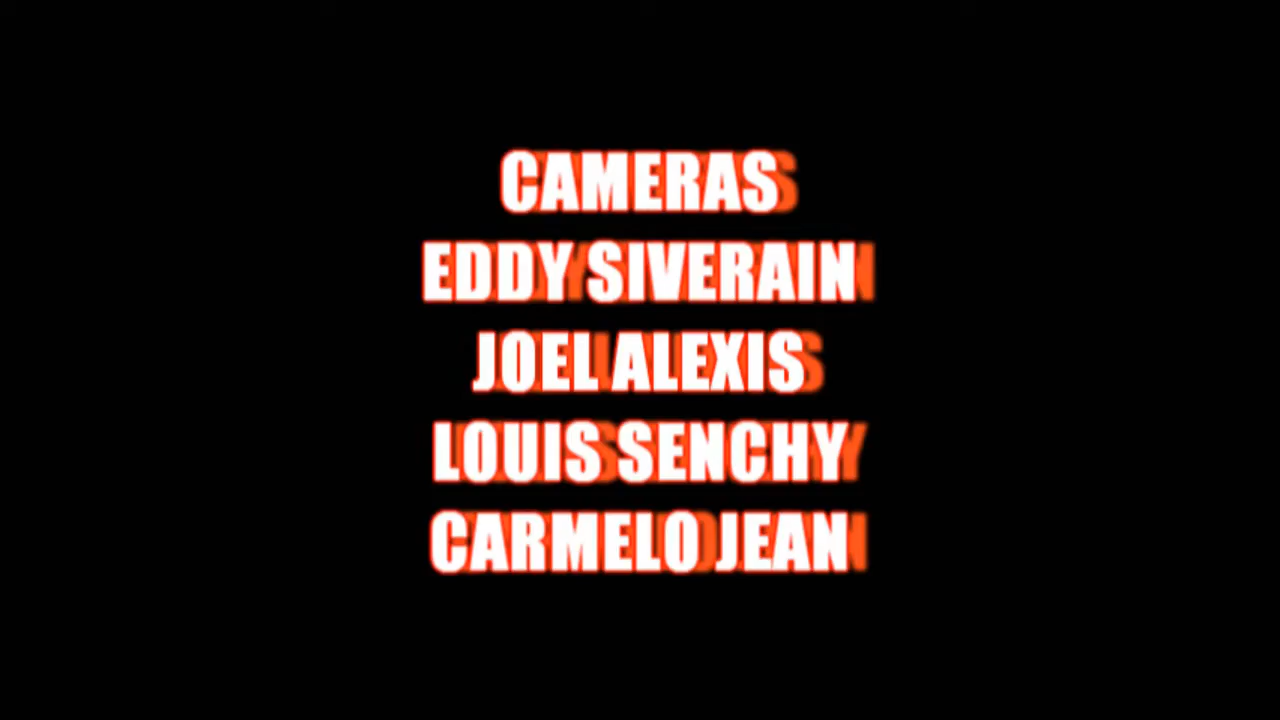 CAMERAS
EDDY SIVERAIN
JOEL ALEXIS
LOUIS SENCHY
CARMELO JEAN